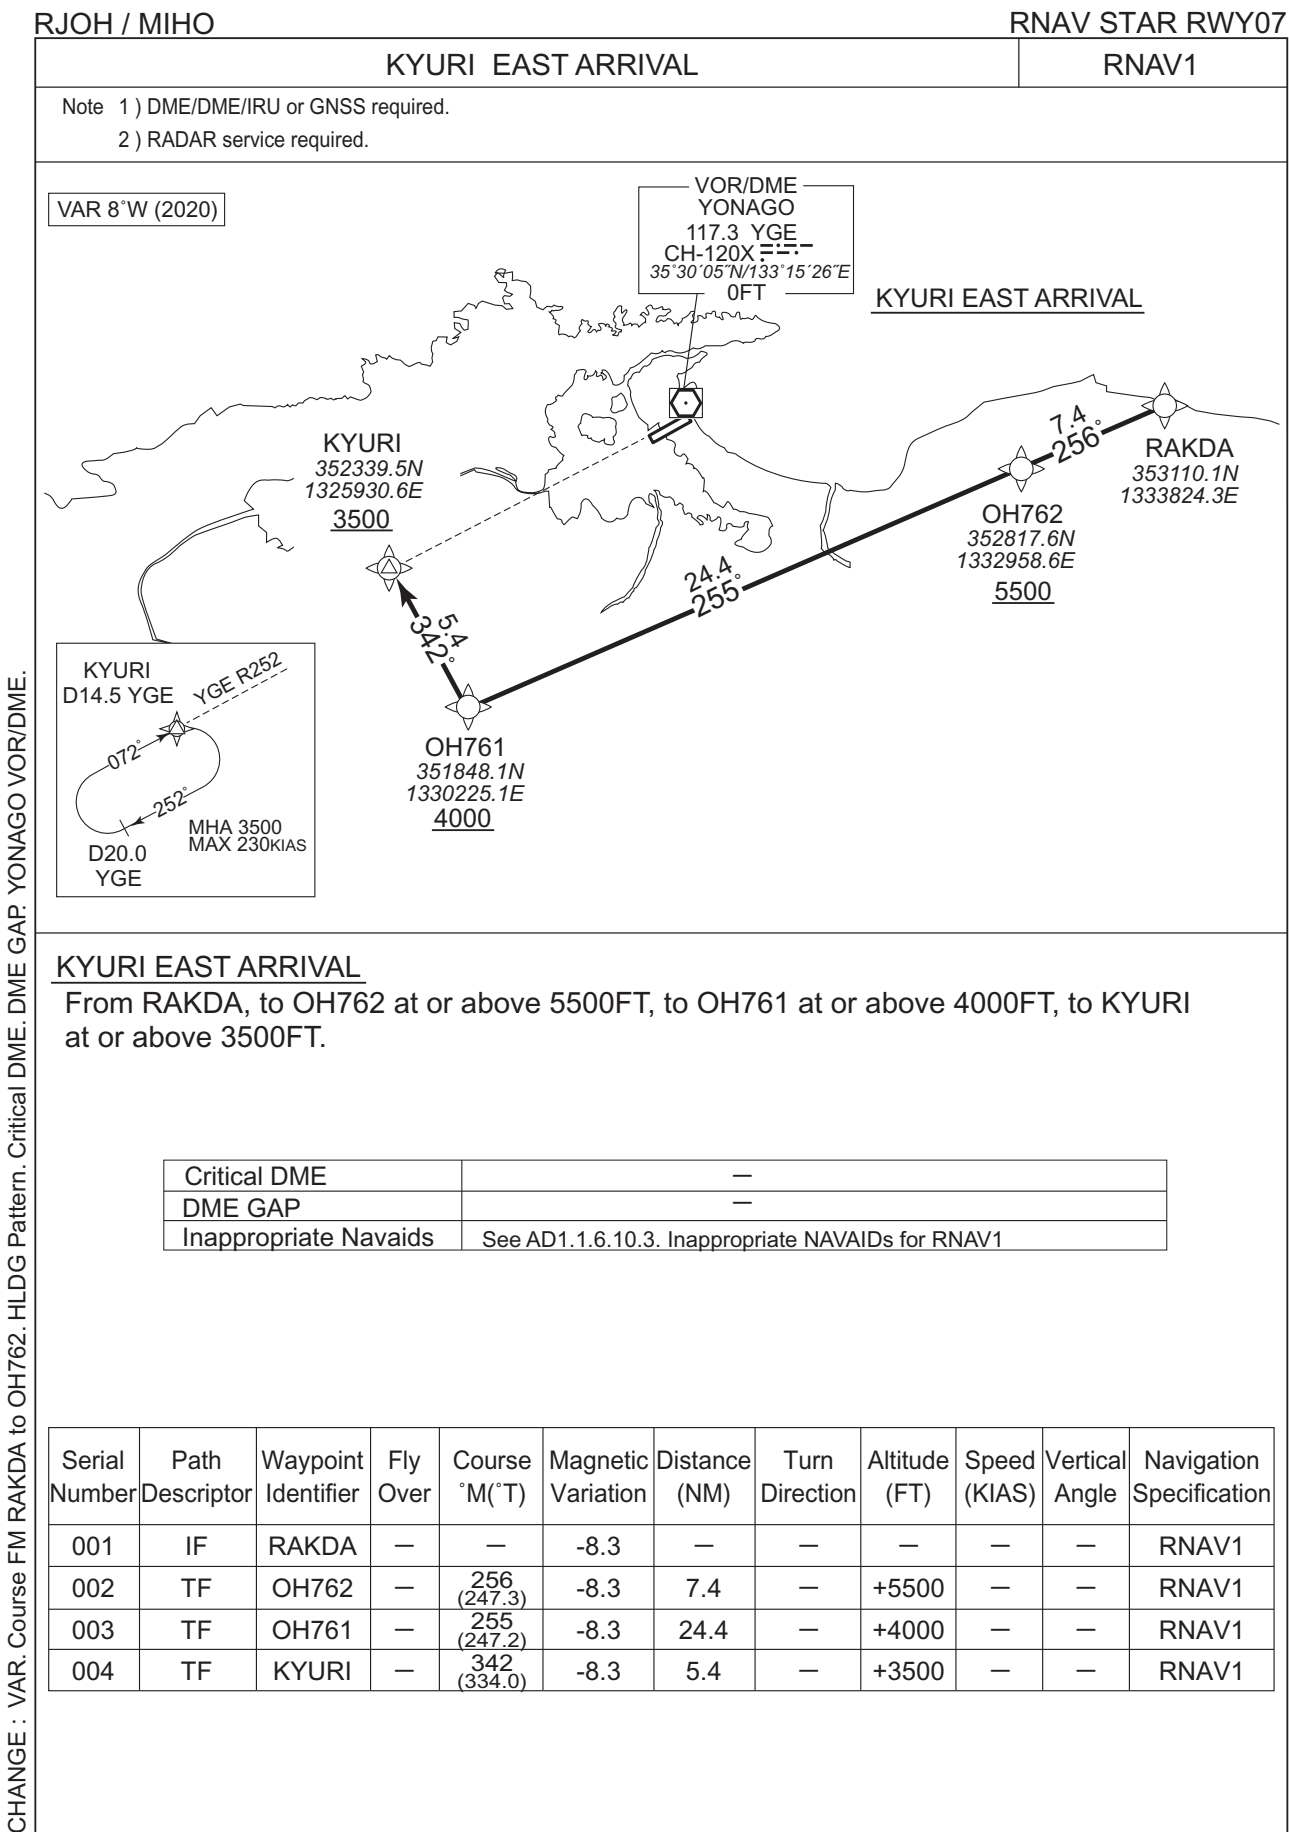 RJOH / MIHO
RNAV STAR RWY07
KYURI EAST ARRIVAL
RNAV1
Note 1 ) DME/DME/IRU or GNSS required.
2 ) RADAR service required.
VAR 8˚W (2020)
VOR/DME
YONAGO
117.3 YGE
CH-120X
35˚30´05˝N/133˚15´26˝E
0FT
KYURI EAST ARRIVAL
KYURI
352339.5N
1325930.6E
3500
7.4
256˚
RAKDA
353110.1N
1333824.3E
OH762
352817.6N
1332958.6E
5500
24.4
255˚
5.4
342˚
OH761
351848.1N
1330225.1E
4000
KYURI
D14.5 YGE
YGE R252
072˚
252˚
MHA 3500
MAX 230KIAS
D20.0
YGE
KYURI EAST ARRIVAL
From RAKDA, to OH762 at or above 5500FT, to OH761 at or above 4000FT, to KYURI
at or above 3500FT.
Critical DME —
DME GAP —
Inappropriate Navaids See AD1.1.6.10.3. Inappropriate NAVAIDs for RNAV1
Serial Number Path Descriptor Waypoint Identifier Fly Over Course ˚M(˚T) Magnetic Variation Distance (NM) Turn Direction Altitude (FT) Speed (KIAS) Vertical Angle Navigation Specification
001 IF RAKDA — — -8.3 — — — — — RNAV1
002 TF OH762 — 256 (247.3) -8.3 7.4 — +5500 — — RNAV1
003 TF OH761 — 255 (247.2) -8.3 24.4 — +4000 — — RNAV1
004 TF KYURI — 342 (334.0) -8.3 5.4 — +3500 — — RNAV1
CHANGE : VAR. Course FM RAKDA to OH762. HLDG Pattern. Critical DME. DME GAP. YONAGO VOR/DME.